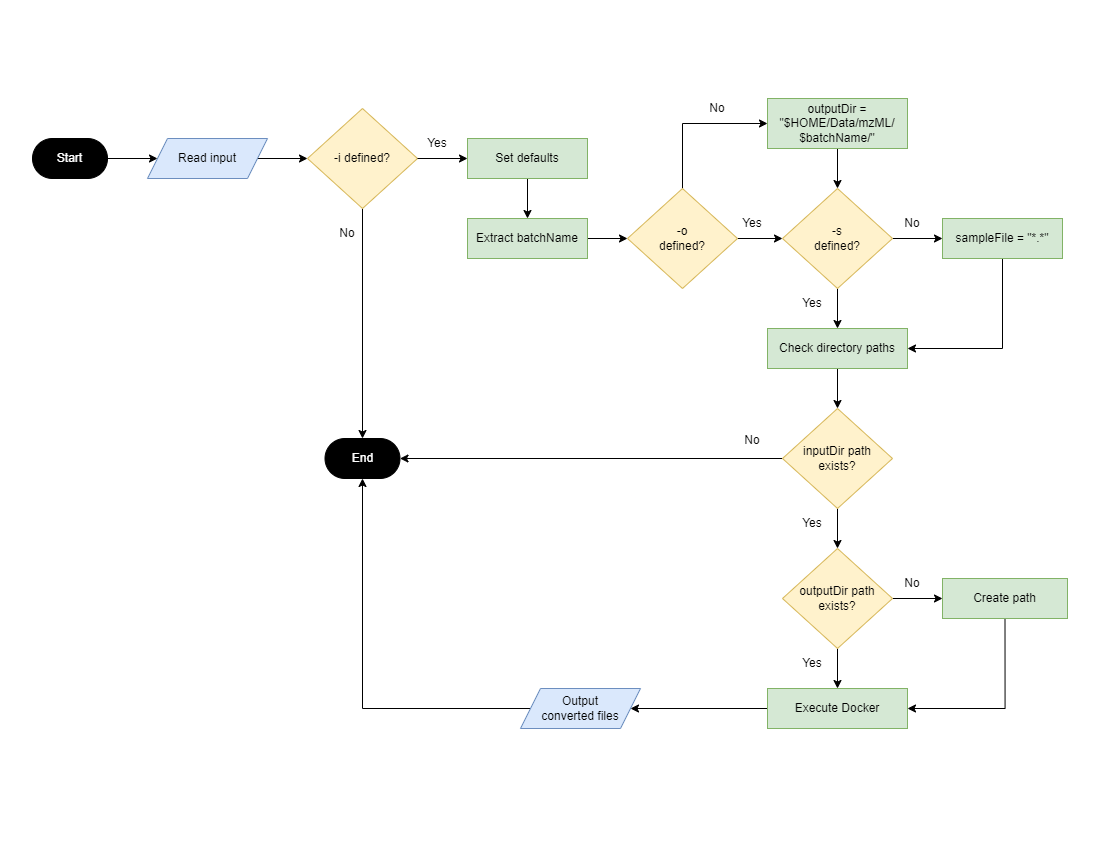 Start
Read input
-i defined?
Yes
No
Set defaults
Extract batchName
-o
defined?
No
outputDir =
"$HOME/Data/mzML/
$batchName/"
Yes
-s
defined?
No
sampleFile = "*.*"
Yes
Check directory paths
inputDir path
exists?
No
End
Yes
outputDir path
exists?
No
Create path
Yes
Execute Docker
Output
converted files